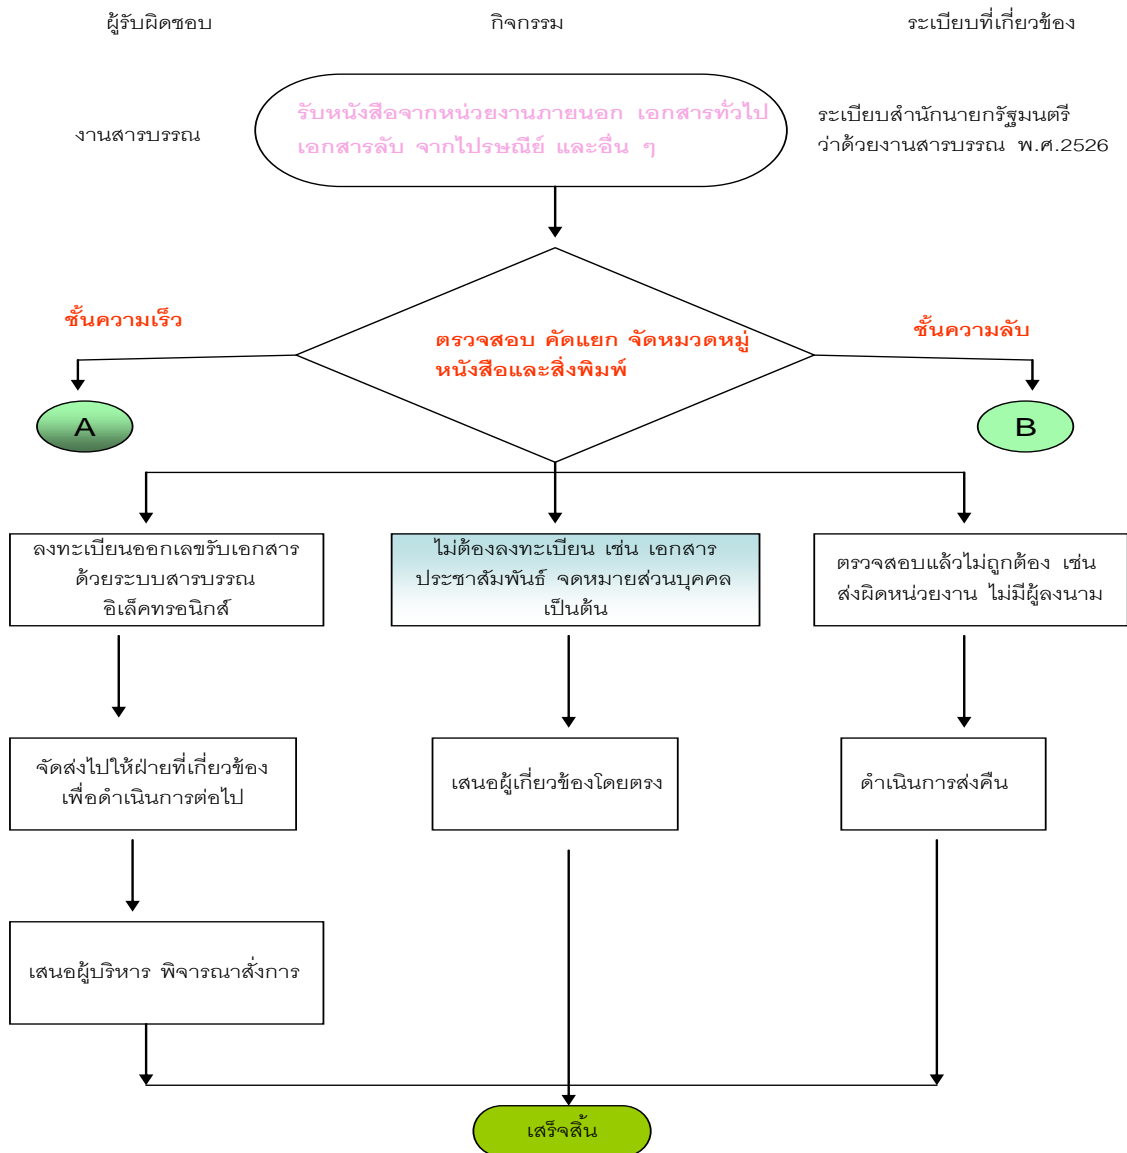 ผู้รับผิดชอบ
กิจกรรม
ระเบียบที่เกี่ยวข้อง
งานสารบรรณ
รับหนังสือจากหน่วยงานภายนอก เอกสารทั่วไป
เอกสารลับ จากไปรษณีย์ และอื่น ๆ
ระเบียบสำนักนายกรัฐมนตรี
ว่าด้วยงานสารบรรณ พ.ศ.2526
ชั้นความเร็ว
ตรวจสอบ คัดแยก จัดหมวดหมู่
หนังสือและสิ่งพิมพ์
ชั้นความลับ
A
B
ลงทะเบียนออกเลขรับเอกสาร
ด้วยระบบสารบรรณ
อิเล็คทรอนิกส์
ไม่ต้องลงทะเบียน เช่น เอกสาร
ประชาสัมพันธ์ จดหมายส่วนบุคคล
เป็นต้น
ตรวจสอบแล้วไม่ถูกต้อง เช่น
ส่งผิดหน่วยงาน ไม่มีผู้ลงนาม
จัดส่งไปให้ฝ่ายที่เกี่ยวข้อง
เพื่อดำเนินการต่อไป
เสนอผู้เกี่ยวข้องโดยตรง
ดำเนินการส่งคืน
เสนอผู้บริหาร พิจารณาสั่งการ
เสร็จสิ้น